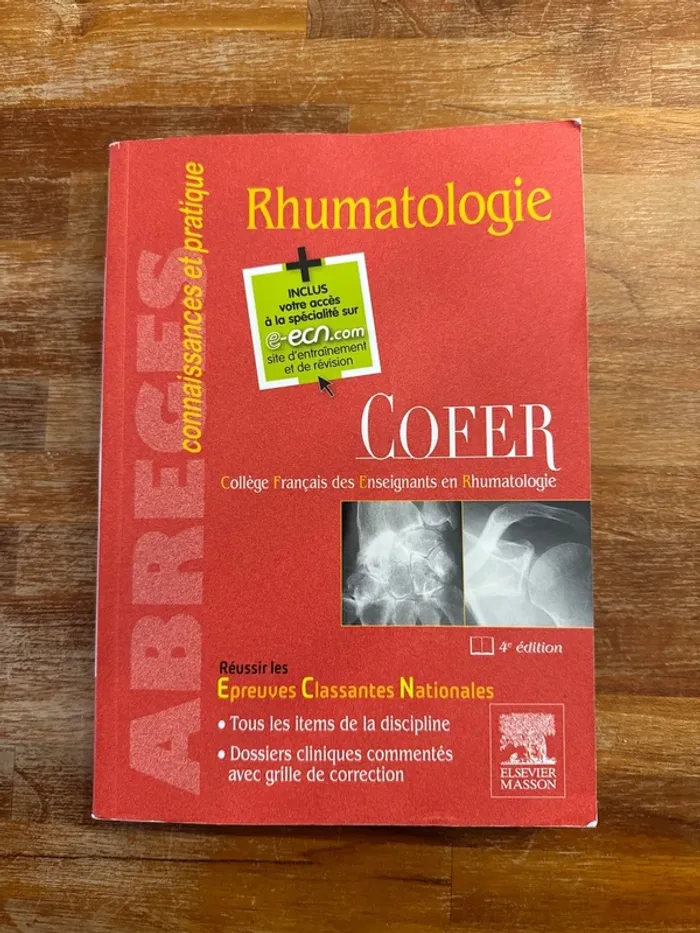 ABREGES
connaissances et pratique
Rhumatologie
+
INCLUS
votre accès
à la spécialité sur
e-ecn.com
site d'entraînement
et de révision
COFER
Collège Français des Enseignants en Rhumatologie
4e édition
Réussir les
Epreuves Classantes Nationales
• Tous les items de la discipline
• Dossiers cliniques commentés
avec grille de correction
ELSEVIER
MASSON